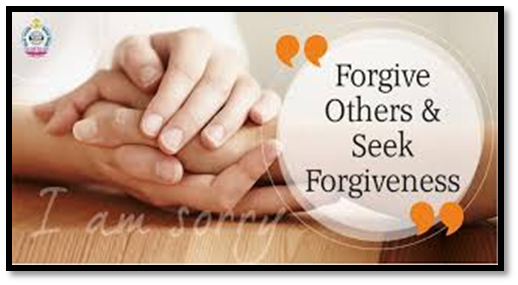 Forgive
Others &
Seek
Forgiveness
I am sorry